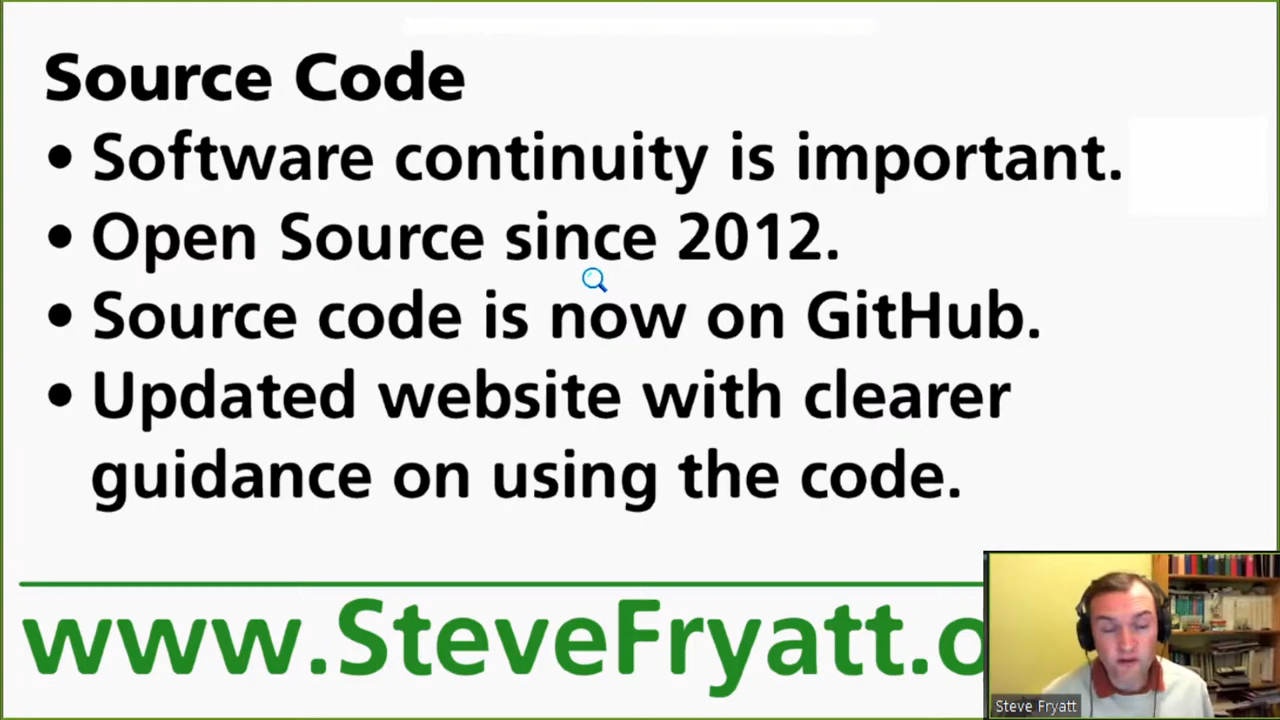 Source Code
• Software continuity is important.
• Open Source since 2012.
• Source code is now on GitHub.
• Updated website with clearer
guidance on using the code.
www.SteveFryatt.o
Steve Fryatt